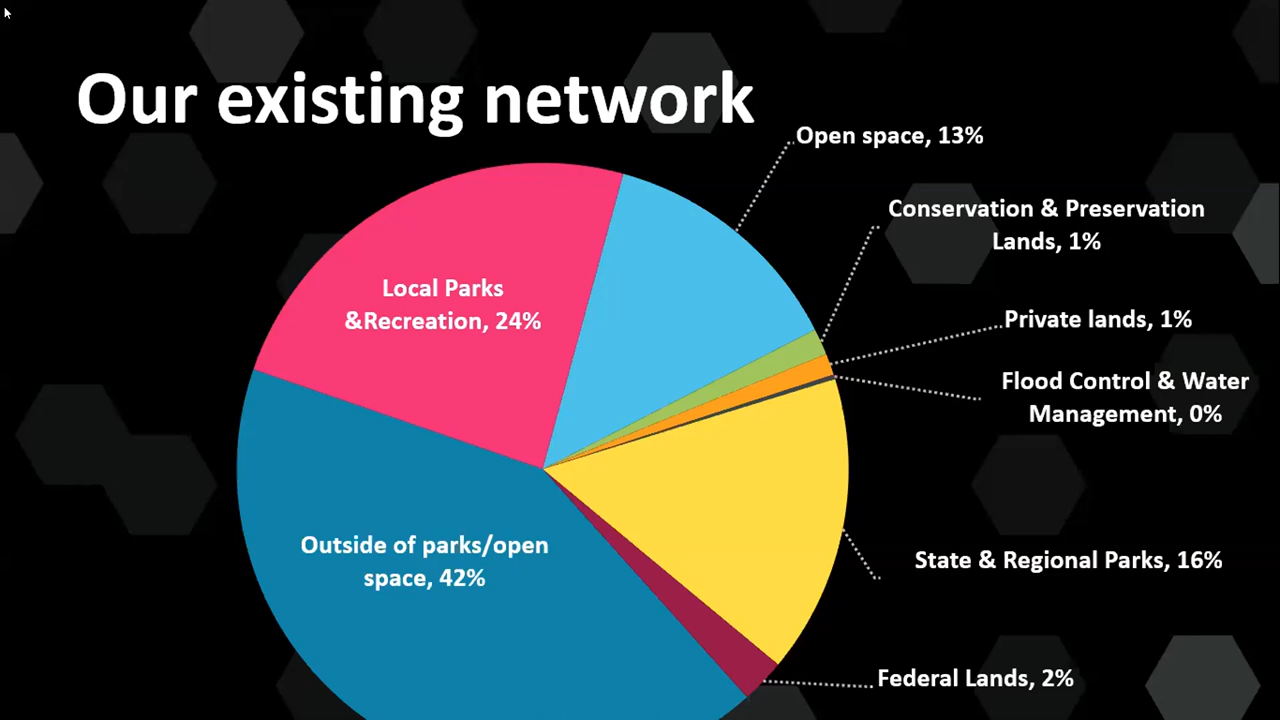 Our existing network
Open space, 13%
Conservation & Preservation
Lands, 1%
Local Parks
&Recreation, 24%
Private lands, 1%
Flood Control & Water
Management, 0%
Outside of parks/open
space, 42%
State & Regional Parks, 16%
Federal Lands, 2%